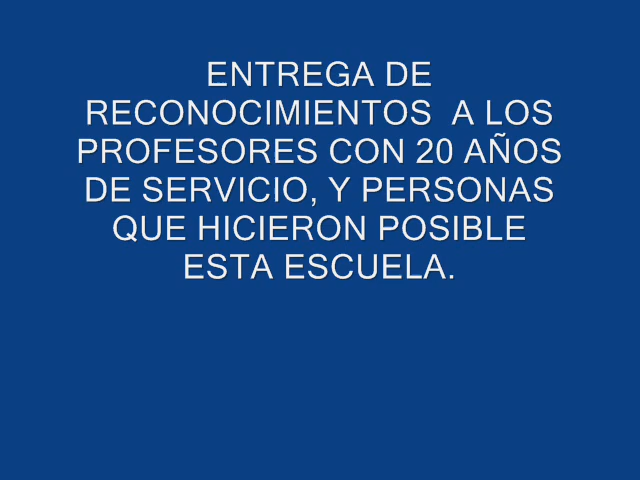 ENTREGA DE
RECONOCIMIENTOS A LOS
PROFESORES CON 20 AÑOS
DE SERVICIO, Y PERSONAS
QUE HICIERON POSIBLE
ESTA ESCUELA.